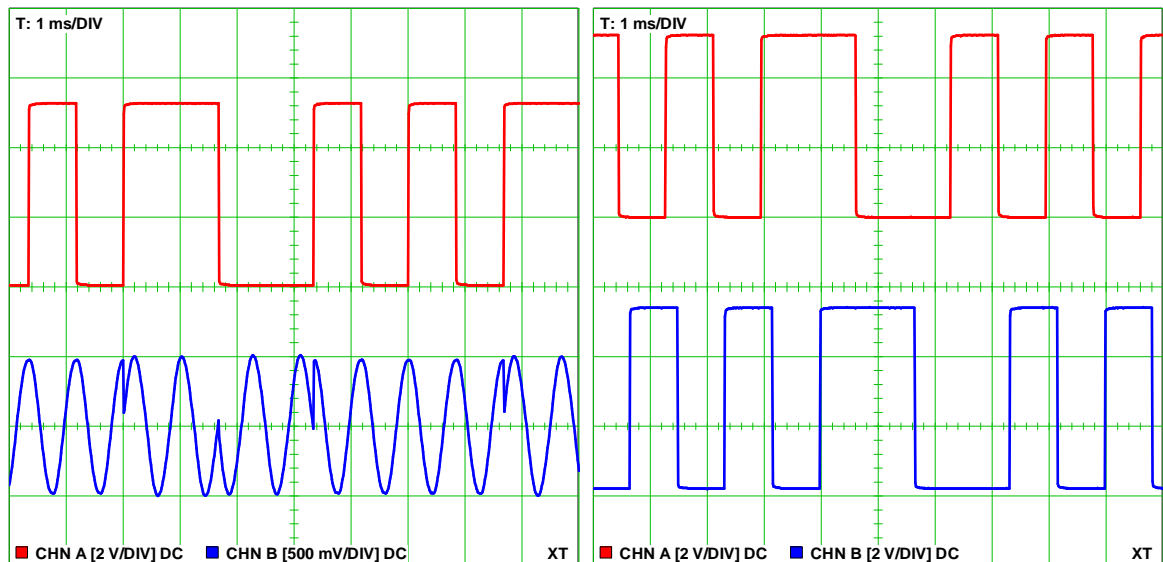 T: 1 ms/DIV
CHN A [2 V/DIV] DC CHN B [500 mV/DIV] DC XT
T: 1 ms/DIV
CHN A [2 V/DIV] DC CHN B [2 V/DIV] DC XT